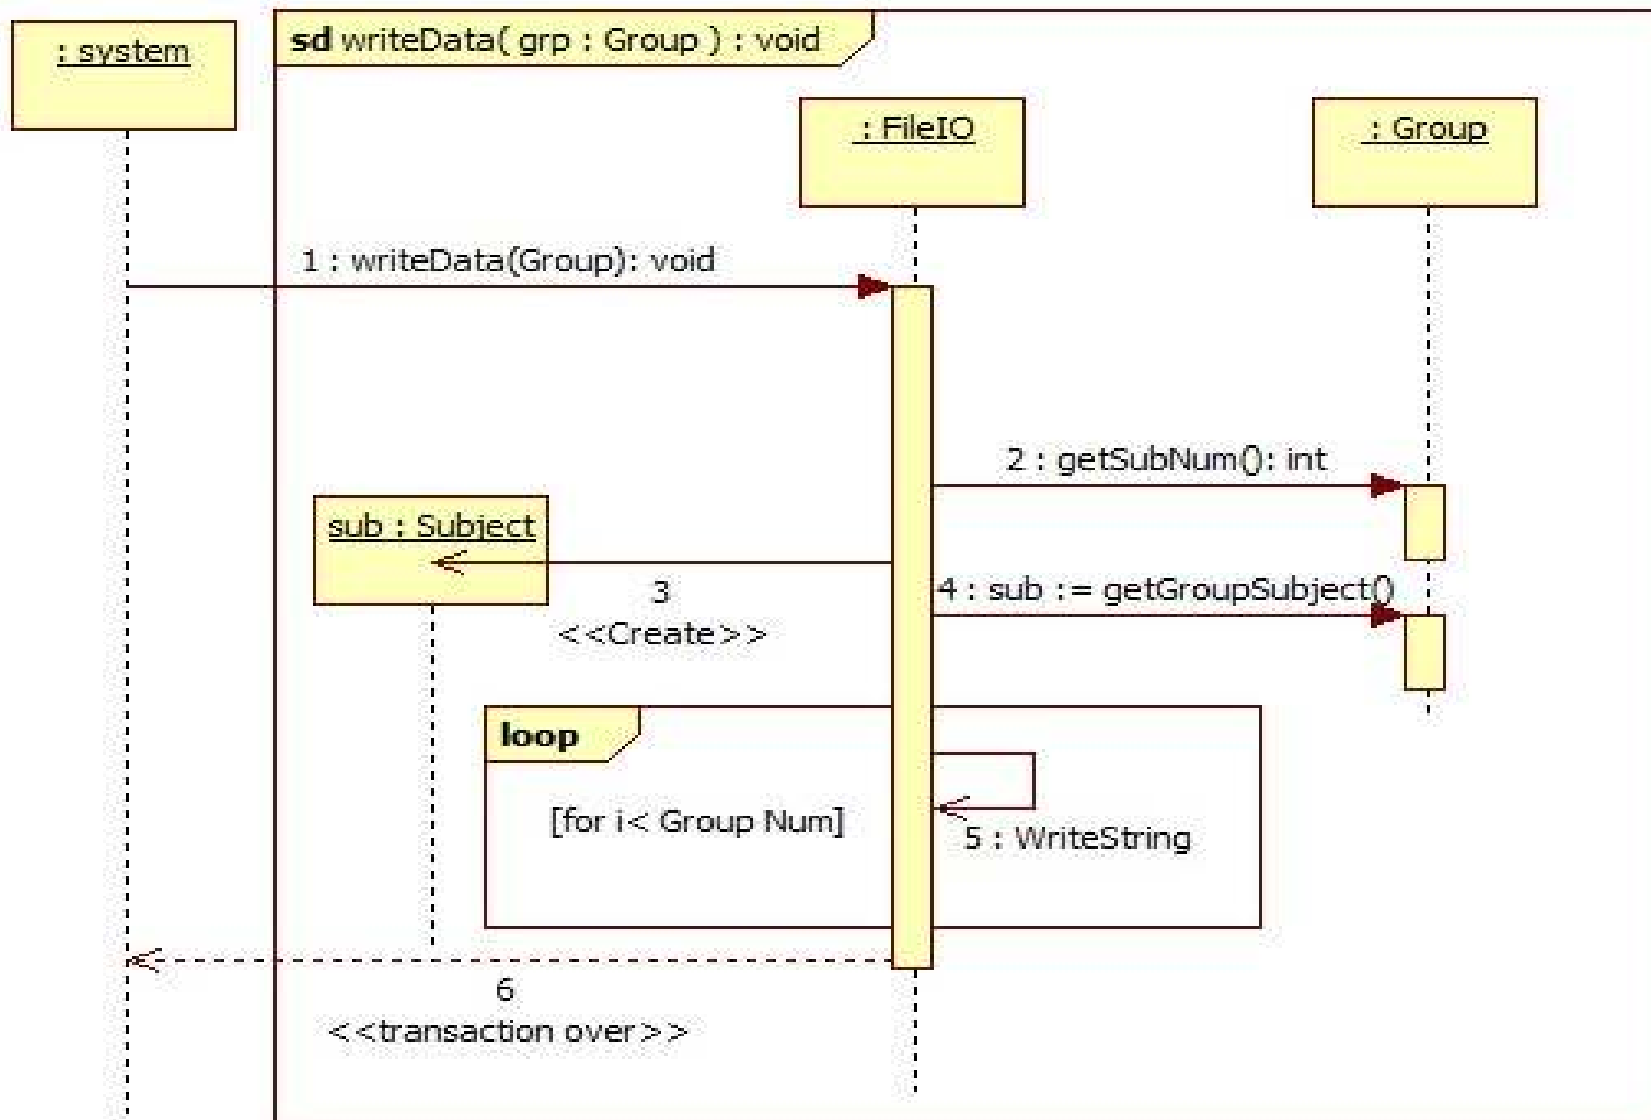 : system
sd writeData( grp : Group ) : void
: FileIO
: Group
1 : writeData(Group): void
2 : getSubNum(): int
sub : Subject
3
<<Create>>
4 : sub := getGroupSubject()
loop
[for i< Group Num]
5 : WriteString
6
<<transaction over>>